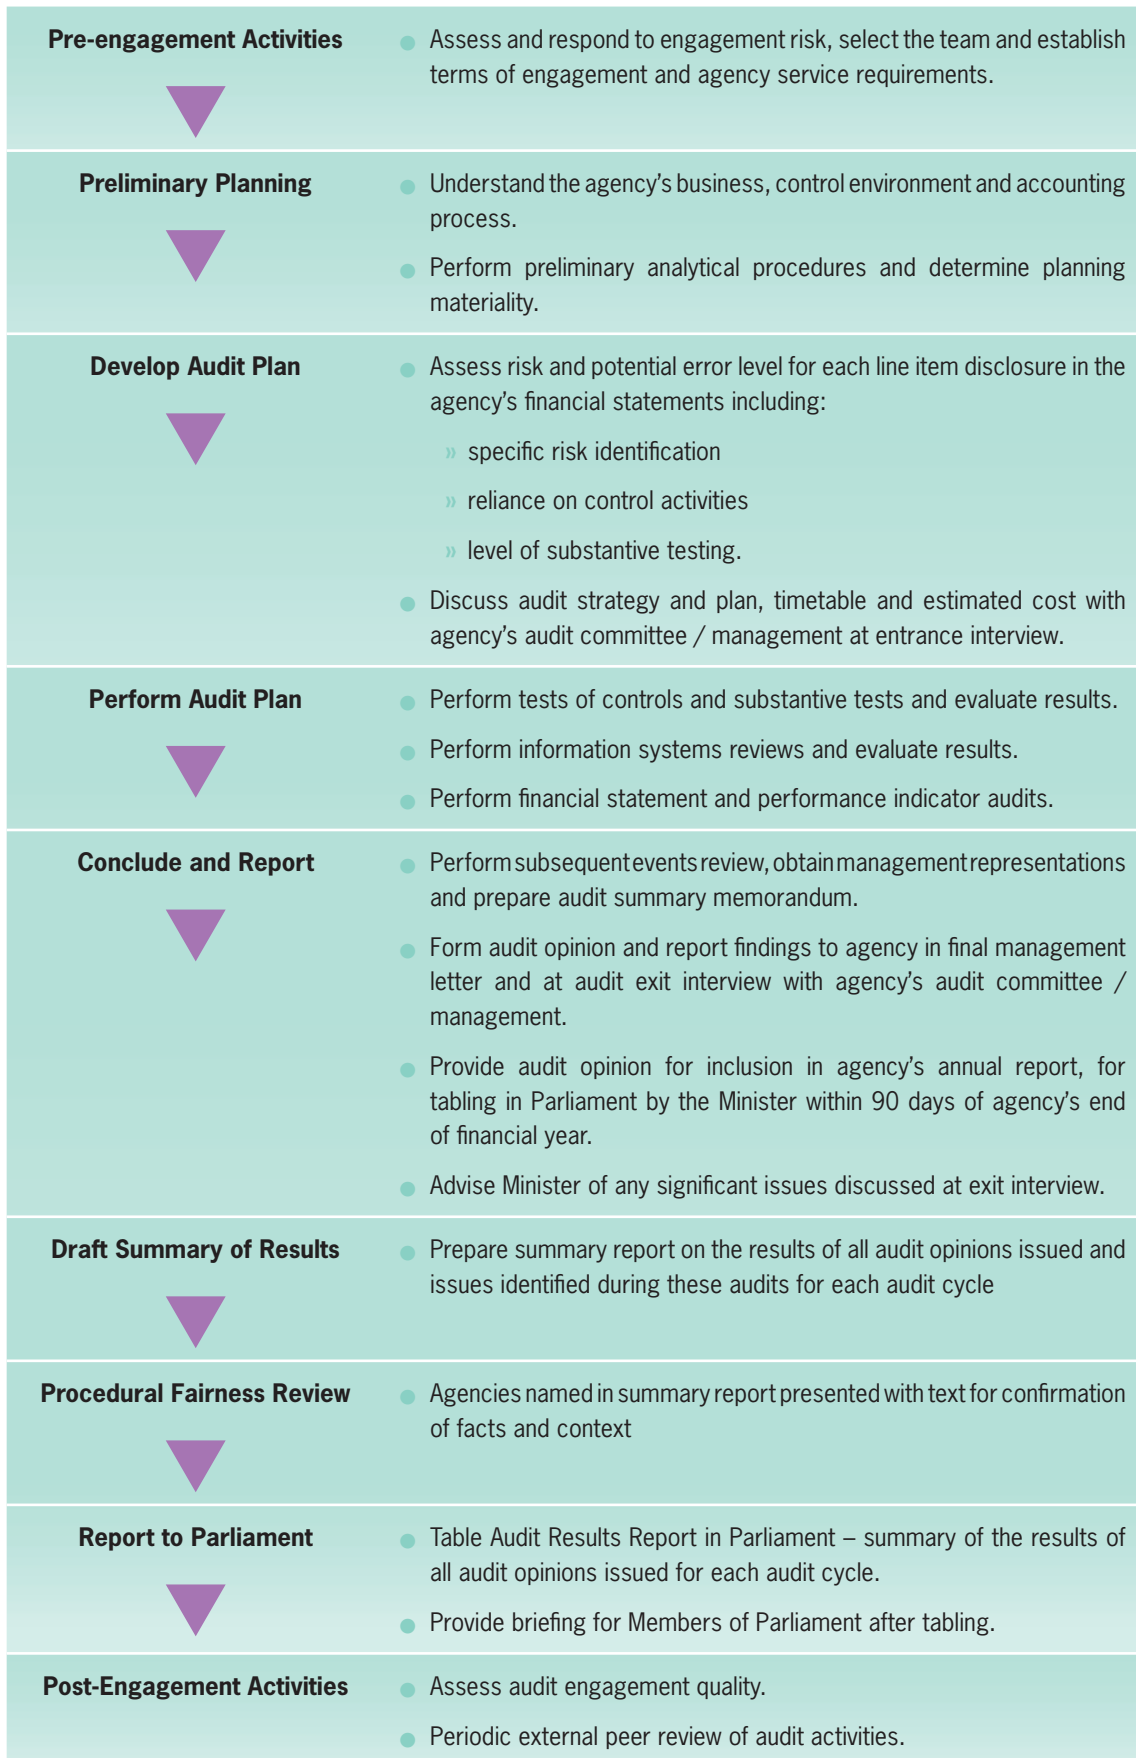 Pre-engagement Activities
● Assess and respond to engagement risk, select the team and establish
terms of engagement and agency service requirements.
Preliminary Planning
● Understand the agency's business, control environment and accounting
process.
● Perform preliminary analytical procedures and determine planning
materiality.
Develop Audit Plan
● Assess risk and potential error level for each line item disclosure in the
agency's financial statements including:
» specific risk identification
» reliance on control activities
» level of substantive testing.
● Discuss audit strategy and plan, timetable and estimated cost with
agency's audit committee / management at entrance interview.
Perform Audit Plan
● Perform tests of controls and substantive tests and evaluate results.
● Perform information systems reviews and evaluate results.
● Perform financial statement and performance indicator audits.
Conclude and Report
● Perform subsequent events review, obtain management representations
and prepare audit summary memorandum.
● Form audit opinion and report findings to agency in final management
letter and at audit exit interview with agency's audit committee /
management.
● Provide audit opinion for inclusion in agency's annual report, for
tabling in Parliament by the Minister within 90 days of agency's end
of financial year.
● Advise Minister of any significant issues discussed at exit interview.
Draft Summary of Results
● Prepare summary report on the results of all audit opinions issued and
issues identified during these audits for each audit cycle
Procedural Fairness Review
● Agencies named in summary report presented with text for confirmation
of facts and context
Report to Parliament
● Table Audit Results Report in Parliament – summary of the results of
all audit opinions issued for each audit cycle.
● Provide briefing for Members of Parliament after tabling.
Post-Engagement Activities
● Assess audit engagement quality.
● Periodic external peer review of audit activities.